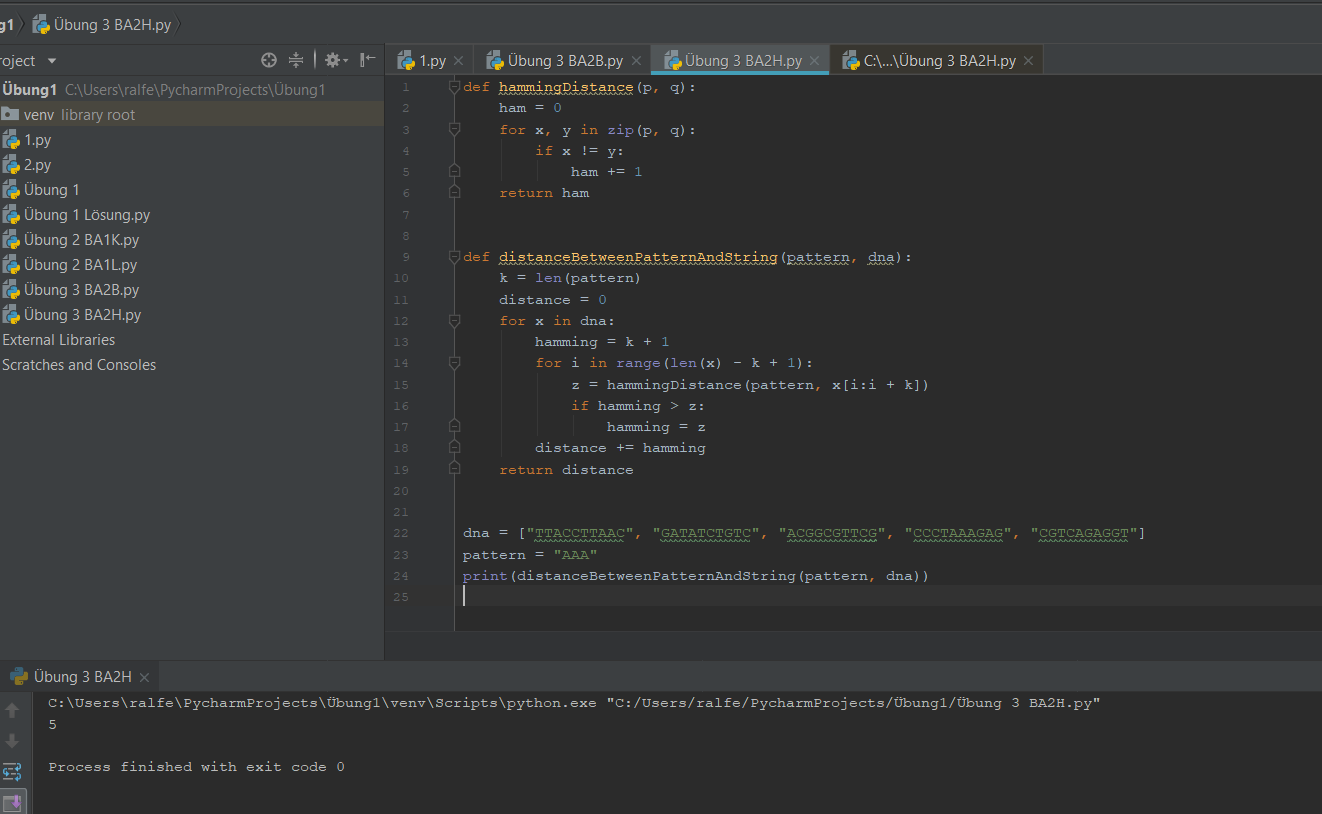 g1 Übung 3 BA2H.py
roject
Übung1 C:\Users\ralfe\PycharmProjects\Übung1
venv library root
1.py
2.py
Übung 1
Übung 1 Lösung.py
Übung 2 BA1K.py
Übung 2 BA1L.py
Übung 3 BA2B.py
Übung 3 BA2H.py
External Libraries
Scratches and Consoles
1.py Übung 3 BA2B.py Übung 3 BA2H.py C:\...\Übung 3 BA2H.py
1 def hammingDistance(p, q):
2 ham = 0
3 for x, y in zip(p, q):
4 if x != y:
5 ham += 1
6 return ham
7
8
9 def distanceBetweenPatternAndString(pattern, dna):
10 k = len(pattern)
11 distance = 0
12 for x in dna:
13 hamming = k + 1
14 for i in range(len(x) - k + 1):
15 z = hammingDistance(pattern, x[i:i + k])
16 if hamming > z:
17 hamming = z
18 distance += hamming
19 return distance
20
21
22 dna = ["TTACCTTAAC", "GATATCTGTC", "ACGGCGTTCG", "CCCTAAAGAG", "CGTCAGAGGT"]
23 pattern = "AAA"
24 print(distanceBetweenPatternAndString(pattern, dna))
25
Übung 3 BA2H
C:\Users\ralfe\PycharmProjects\Übung1\venv\Scripts\python.exe "C:/Users/ralfe/PycharmProjects/Übung1/Übung 3 BA2H.py"
5
Process finished with exit code 0